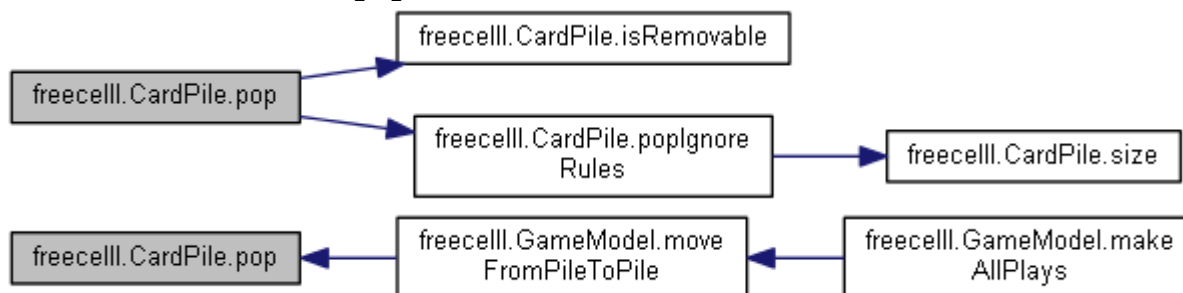 freecellI.CardPile.isRemovable
freecellI.CardPile.pop
freecellI.CardPile.popIgnore
Rules
freecellI.CardPile.size
freecellI.CardPile.pop
freecellI.GameModel.move
FromPileToPile
freecellI.GameModel.make
AllPlays